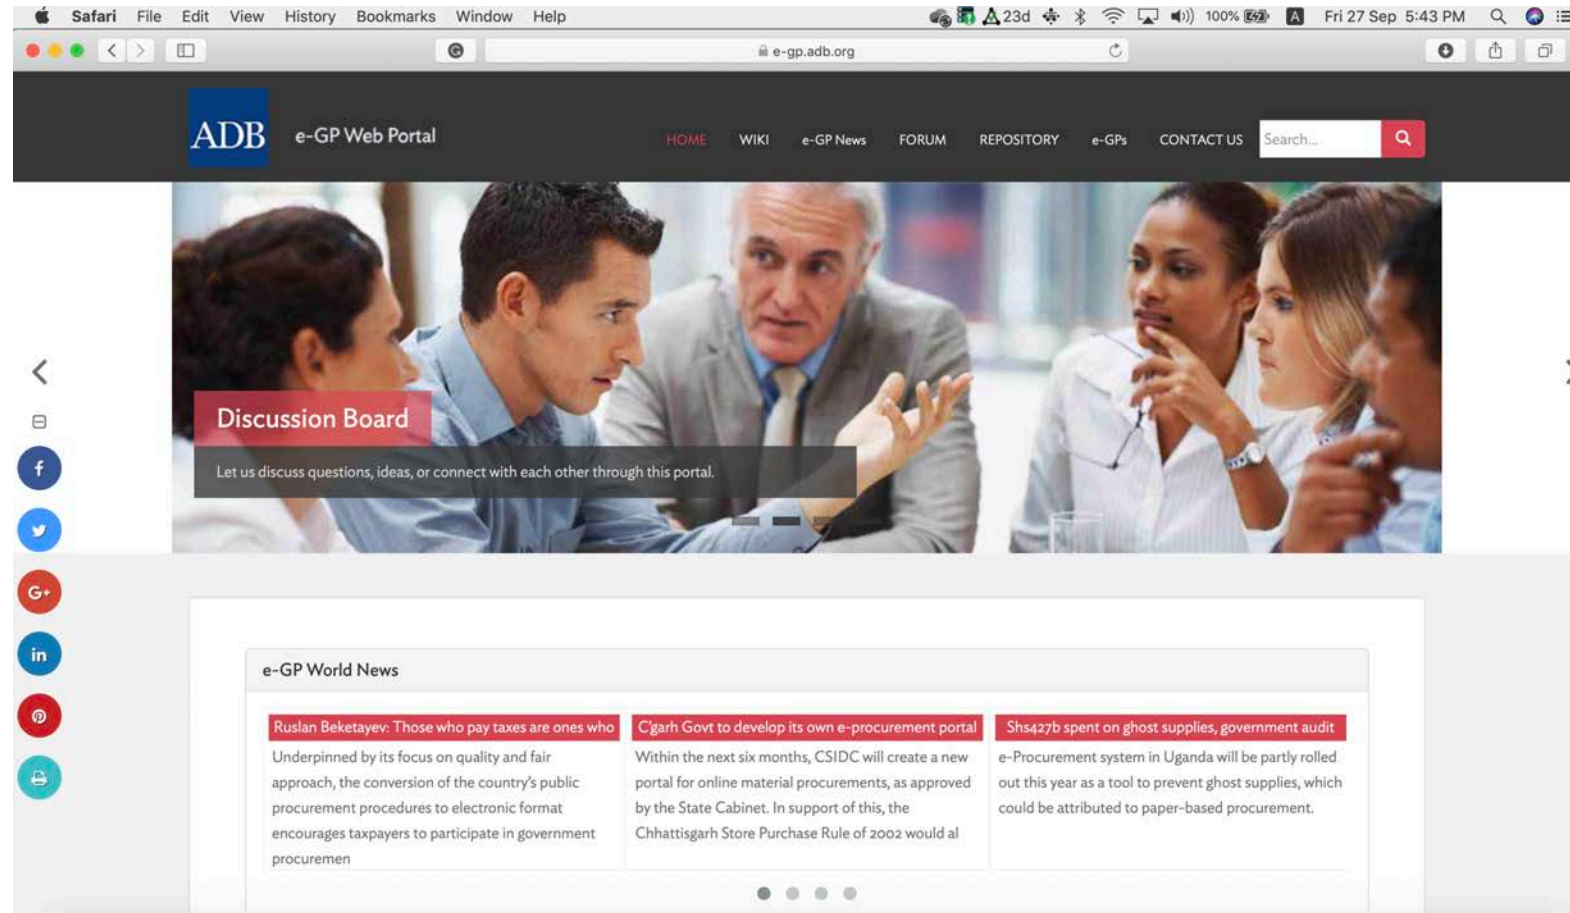 Safari File Edit View History Bookmarks Window Help 23d 100% A Fri 27 Sep 5:43 PM
e-gp.adb.org
ADB e-GP Web Portal HOME WIKI e-GP News FORUM REPOSITORY e-GPs CONTACT US Search...
Discussion Board
Let us discuss questions, ideas, or connect with each other through this portal.
f
G+
in
e-GP World News
Ruslan Beketayev: Those who pay taxes are ones who
Underpinned by its focus on quality and fair
approach, the conversion of the country's public
procurement procedures to electronic format
encourages taxpayers to participate in government
procuremen
C'garh Govt to develop its own e-procurement portal
Within the next six months, CSIDC will create a new
portal for online material procurements, as approved
by the State Cabinet. In support of this, the
Chhattisgarh Store Purchase Rule of 2002 would al
Shs427b spent on ghost supplies, government audit
e-Procurement system in Uganda will be partly rolled
out this year as a tool to prevent ghost supplies, which
could be attributed to paper-based procurement.